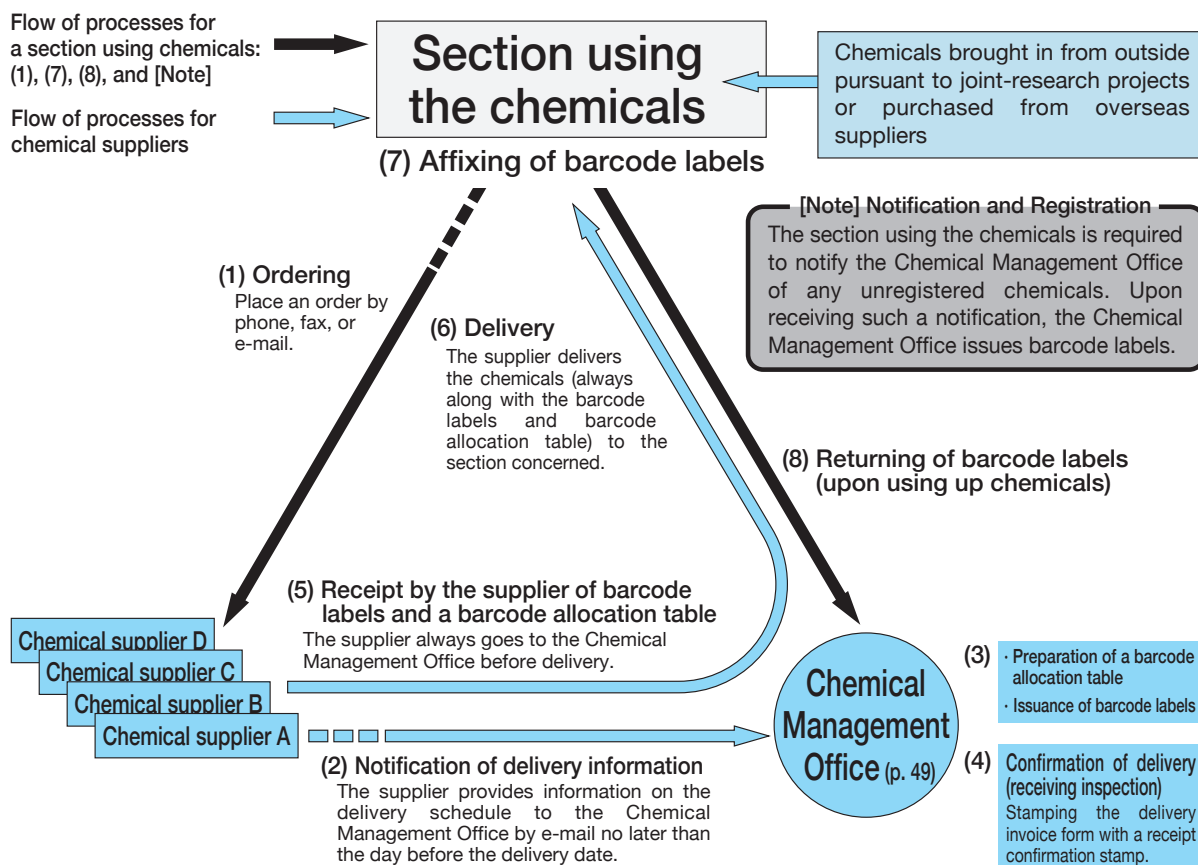 Flow of processes for
a section using chemicals:
(1), (7), (8), and [Note]
Flow of processes for
chemical suppliers
Section using
the chemicals
Chemicals brought in from outside
pursuant to joint-research projects
or purchased from overseas
suppliers
(7) Affixing of barcode labels
[Note] Notification and Registration
The section using the chemicals is required
to notify the Chemical Management Office
of any unregistered chemicals. Upon
receiving such a notification, the Chemical
Management Office issues barcode labels.
(1) Ordering
Place an order by
phone, fax, or
e-mail.
(6) Delivery
The supplier delivers
the chemicals (always
along with the barcode
labels and barcode
allocation table) to the
section concerned.
(8) Returning of barcode labels
(upon using up chemicals)
(5) Receipt by the supplier of barcode
labels and a barcode allocation table
The supplier always goes to the Chemical
Management Office before delivery.
Chemical supplier D
Chemical supplier C
Chemical supplier B
Chemical supplier A
(2) Notification of delivery information
The supplier provides information on the
delivery schedule to the Chemical
Management Office by e-mail no later than
the day before the delivery date.
Chemical
Management
Office (p. 49)
(3) · Preparation of a barcode
allocation table
· Issuance of barcode labels
(4) Confirmation of delivery
(receiving inspection)
Stamping the delivery
invoice form with a receipt
confirmation stamp.